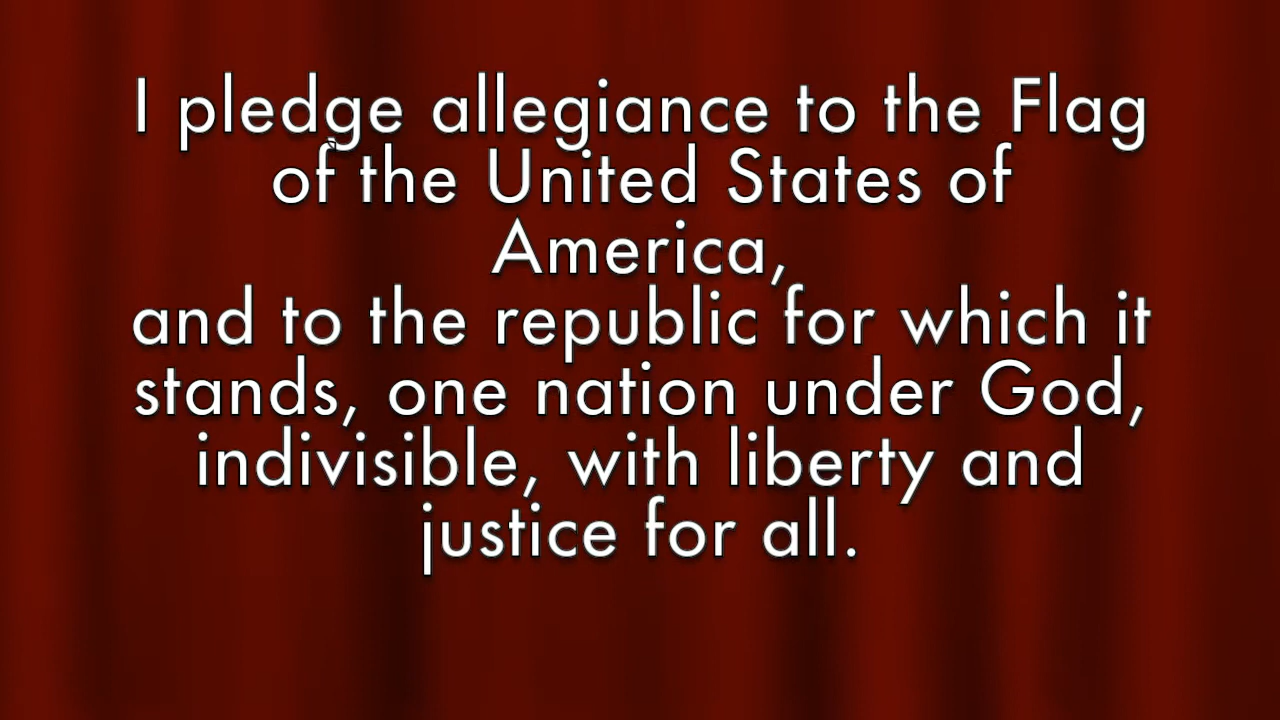 I pledge allegiance to the Flag
of the United States of
America,
and to the republic for which it
stands, one nation under God,
indivisible, with liberty and
justice for all.